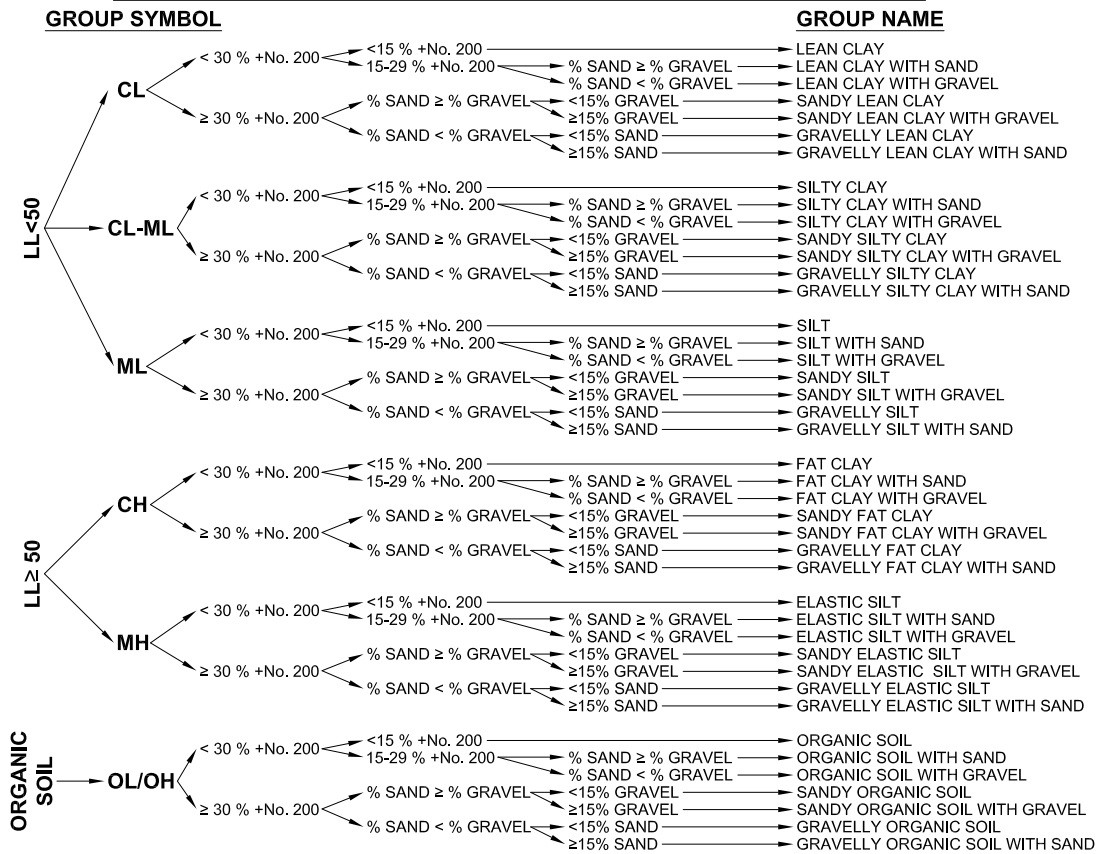 GROUP SYMBOL GROUP NAME
LL<50
CL
< 30 % +No. 200 <15 % +No. 200 LEAN CLAY
15-29 % +No. 200 % SAND ≥ % GRAVEL LEAN CLAY WITH SAND
% SAND < % GRAVEL LEAN CLAY WITH GRAVEL
≥ 30 % +No. 200 % SAND ≥ % GRAVEL <15% GRAVEL SANDY LEAN CLAY
≥15% GRAVEL SANDY LEAN CLAY WITH GRAVEL
% SAND < % GRAVEL <15% SAND GRAVELLY LEAN CLAY
≥15% SAND GRAVELLY LEAN CLAY WITH SAND
CL-ML
< 30 % +No. 200 <15 % +No. 200 SILTY CLAY
15-29 % +No. 200 % SAND ≥ % GRAVEL SILTY CLAY WITH SAND
% SAND < % GRAVEL SILTY CLAY WITH GRAVEL
≥ 30 % +No. 200 % SAND ≥ % GRAVEL <15% GRAVEL SANDY SILTY CLAY
≥15% GRAVEL SANDY SILTY CLAY WITH GRAVEL
% SAND < % GRAVEL <15% SAND GRAVELLY SILTY CLAY
≥15% SAND GRAVELLY SILTY CLAY WITH SAND
ML
< 30 % +No. 200 <15 % +No. 200 SILT
15-29 % +No. 200 % SAND ≥ % GRAVEL SILT WITH SAND
% SAND < % GRAVEL SILT WITH GRAVEL
≥ 30 % +No. 200 % SAND ≥ % GRAVEL <15% GRAVEL SANDY SILT
≥15% GRAVEL SANDY SILT WITH GRAVEL
% SAND < % GRAVEL <15% SAND GRAVELLY SILT
≥15% SAND GRAVELLY SILT WITH SAND
LL≥ 50
CH
< 30 % +No. 200 <15 % +No. 200 FAT CLAY
15-29 % +No. 200 % SAND ≥ % GRAVEL FAT CLAY WITH SAND
% SAND < % GRAVEL FAT CLAY WITH GRAVEL
≥ 30 % +No. 200 % SAND ≥ % GRAVEL <15% GRAVEL SANDY FAT CLAY
≥15% GRAVEL SANDY FAT CLAY WITH GRAVEL
% SAND < % GRAVEL <15% SAND GRAVELLY FAT CLAY
≥15% SAND GRAVELLY FAT CLAY WITH SAND
MH
< 30 % +No. 200 <15 % +No. 200 ELASTIC SILT
15-29 % +No. 200 % SAND ≥ % GRAVEL ELASTIC SILT WITH SAND
% SAND < % GRAVEL ELASTIC SILT WITH GRAVEL
≥ 30 % +No. 200 % SAND ≥ % GRAVEL <15% GRAVEL SANDY ELASTIC SILT
≥15% GRAVEL SANDY ELASTIC SILT WITH GRAVEL
% SAND < % GRAVEL <15% SAND GRAVELLY ELASTIC SILT
≥15% SAND GRAVELLY ELASTIC SILT WITH SAND
ORGANIC
SOIL
OL/OH
< 30 % +No. 200 <15 % +No. 200 ORGANIC SOIL
15-29 % +No. 200 % SAND ≥ % GRAVEL ORGANIC SOIL WITH SAND
% SAND < % GRAVEL ORGANIC SOIL WITH GRAVEL
≥ 30 % +No. 200 % SAND ≥ % GRAVEL <15% GRAVEL SANDY ORGANIC SOIL
≥15% GRAVEL SANDY ORGANIC SOIL WITH GRAVEL
% SAND < % GRAVEL <15% SAND GRAVELLY ORGANIC SOIL
≥15% SAND GRAVELLY ORGANIC SOIL WITH SAND